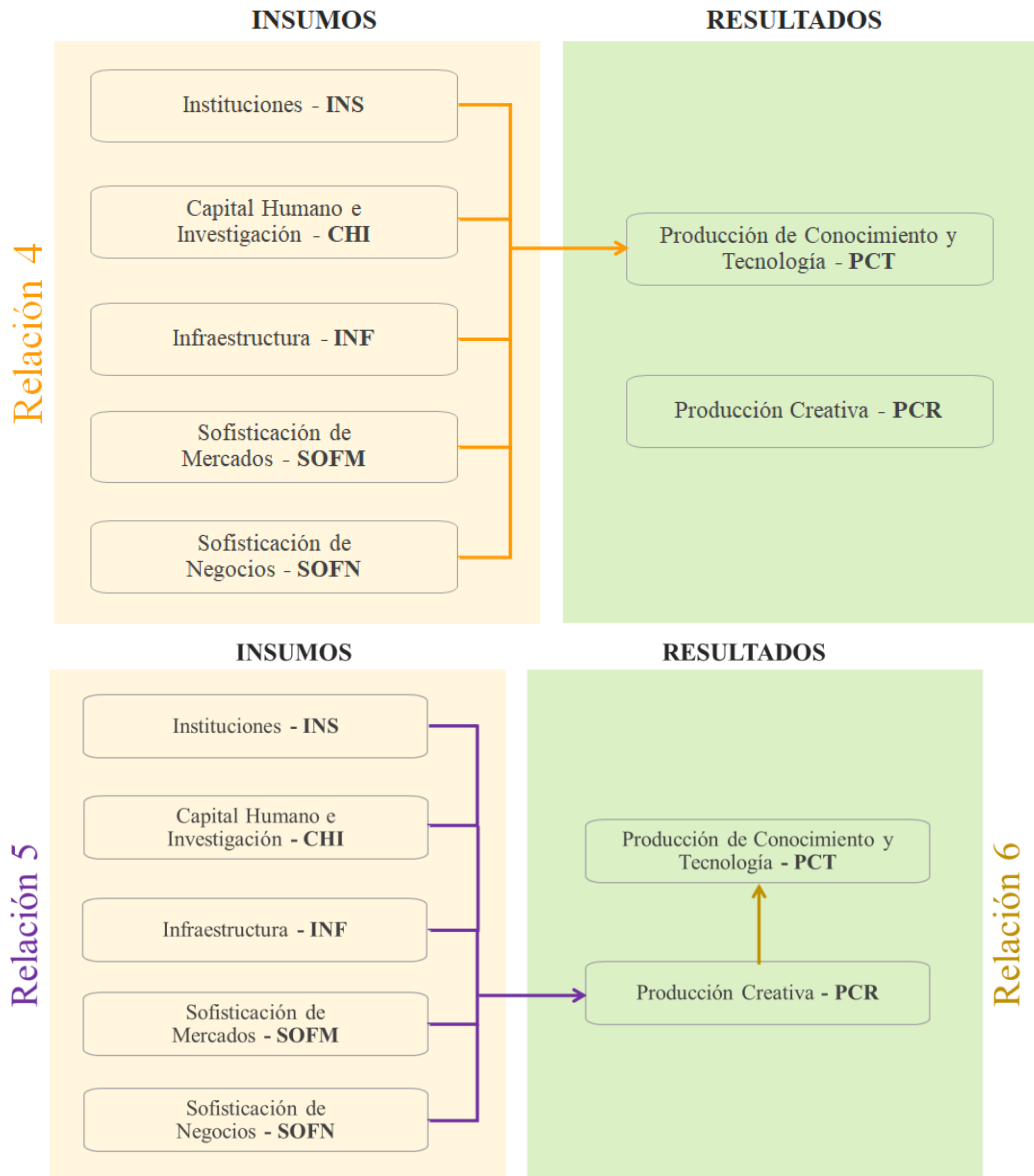 INSUMOS
RESULTADOS
Relación 4
Instituciones - INS
Capital Humano e
Investigación - CHI
Infraestructura - INF
Sofisticación de
Mercados - SOFM
Sofisticación de
Negocios - SOFN
Producción de Conocimiento y
Tecnología - PCT
Producción Creativa - PCR
INSUMOS
RESULTADOS
Relación 5
Instituciones - INS
Capital Humano e
Investigación - CHI
Infraestructura - INF
Sofisticación de
Mercados - SOFM
Sofisticación de
Negocios - SOFN
Producción de Conocimiento y
Tecnología - PCT
Producción Creativa - PCR
Relación 6